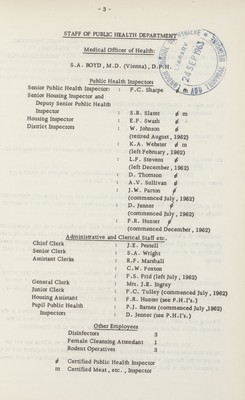 - 3 -
STAFF OF PUBLIC HEALTH DEPARTMENT
Medical Officer of Health:
S.A. BOYD, M.D. (Vienna), D.P.H.
Public Health Inspectors
Senior Public Health Inspector: : F.C. Sharpe ϕ m
Senior Housing Inspector and
Deputy Senior Public Health
Inspector : S.B. Slater ϕ m
Housing Inspector : E.F. Swash ϕ
District Inspectors : W. Johnson ϕ
(retired August, 1962)
: K.A. Webster ϕ m
(left February, 1962)
: L.F. Stevens ϕ
(left December, 1962)
: D. Thomson ϕ
: A.V. Sullivan ϕ
: J.W. Parton ϕ
(commenced July, 1962)
: D. Jenner ϕ
(commenced July, 1962)
: F.R. Hunter ϕ
(commenced December, 1962)
Administrative and Clerical Staff etc.
Chief Clerk : J.E. Pestell
Senior Clerk : S.A. Wright
Assistant Clerks : R.F. Marshall
: C.W. Foxton
: F.S. Frid (left July, 1962)
General Clerk : Mrs. J.E. Ingrey
Junior Clerk : F.C. Tulley (commenced July, 1962)
Housing Assistant : F.R. Hunter (see P.H.I's.)
Pupil Public Health : P.J. Barnes (commenced July, 1962)
Inspectors : D. Jenner (see P.H.I's.)
Other Employees
Disinfectors 3
Female Cleansing Attendant 1
Rodent Operatives 3
ϕ Certified Public Health Inspector
m Certified Meat, etc., Inspector
LIBRARY
24 SEP 1963